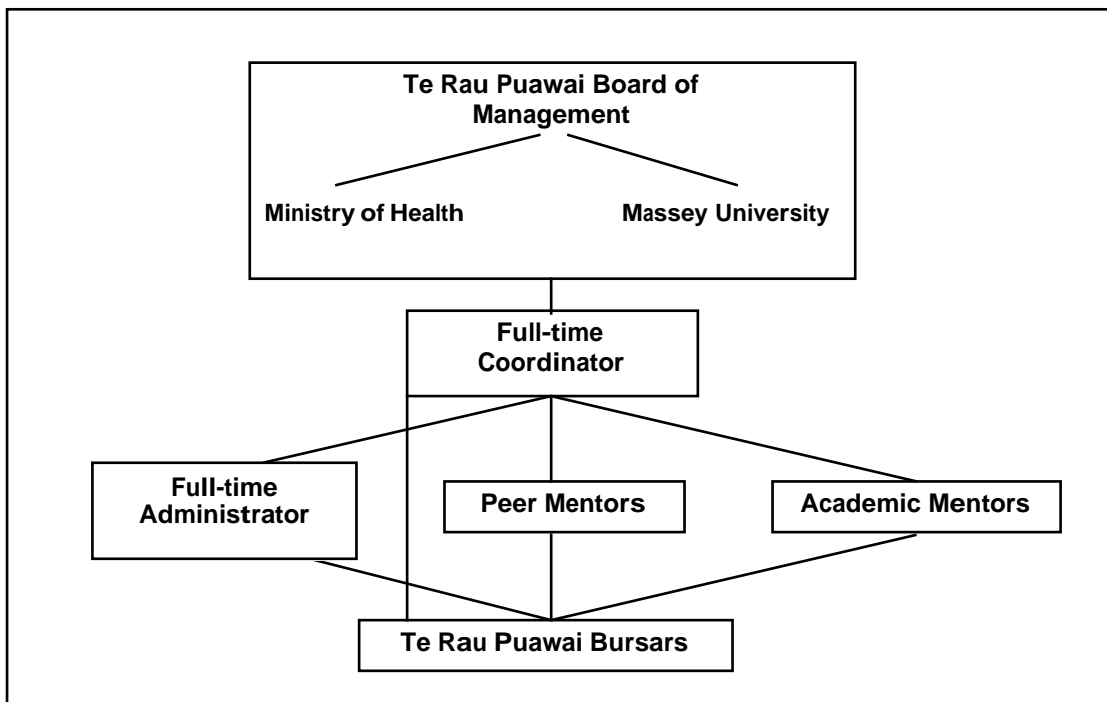 Te Rau Puawai Board of
Management
Ministry of Health
Massey University
Full-time
Coordinator
Full-time
Administrator
Peer Mentors
Academic Mentors
Te Rau Puawai Bursars